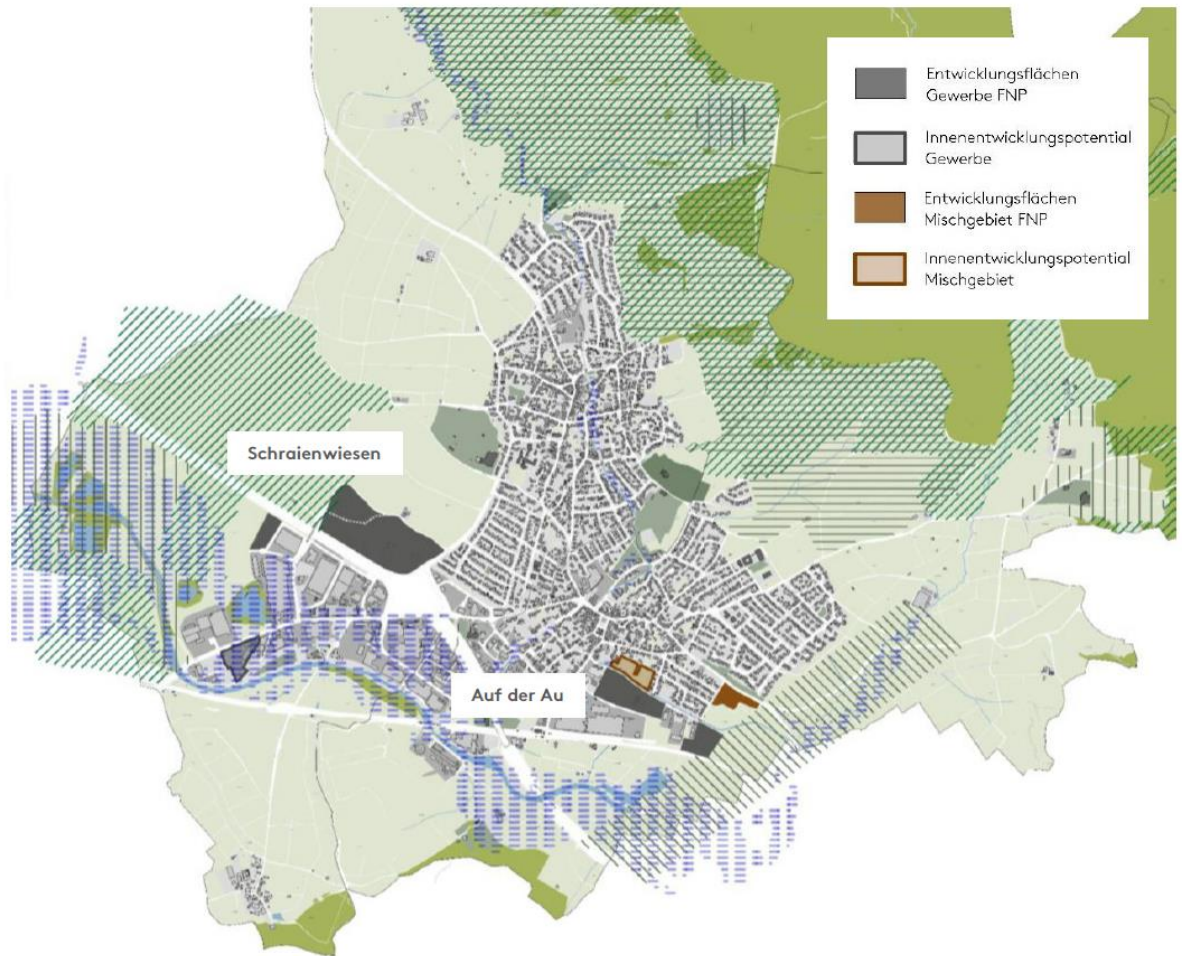 Entwicklungsflächen
Gewerbe FNP
Innenentwicklungspotential
Gewerbe
Entwicklungsflächen
Mischgebiet FNP
Innenentwicklungspotential
Mischgebiet
Schraienwiesen
Auf der Au